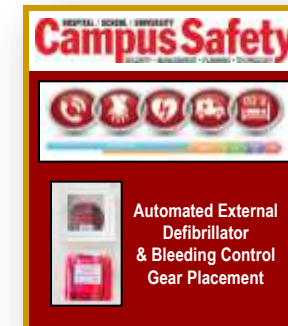 HOSPITAL / SCHOOL / UNIVERSITY
Campus Safety
Automated External
Defibrillator
& Bleeding Control
Gear Placement